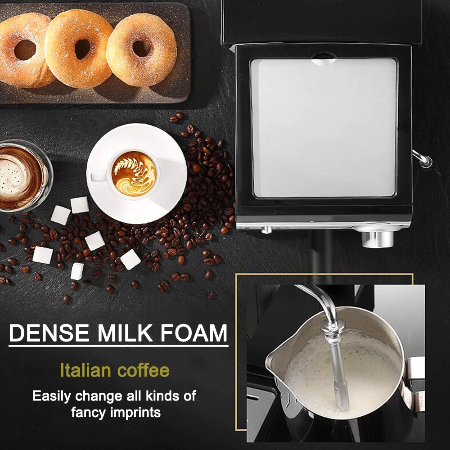 DENSE MILK FOAM
Italian coffee
Easily change all kinds of
fancy imprints